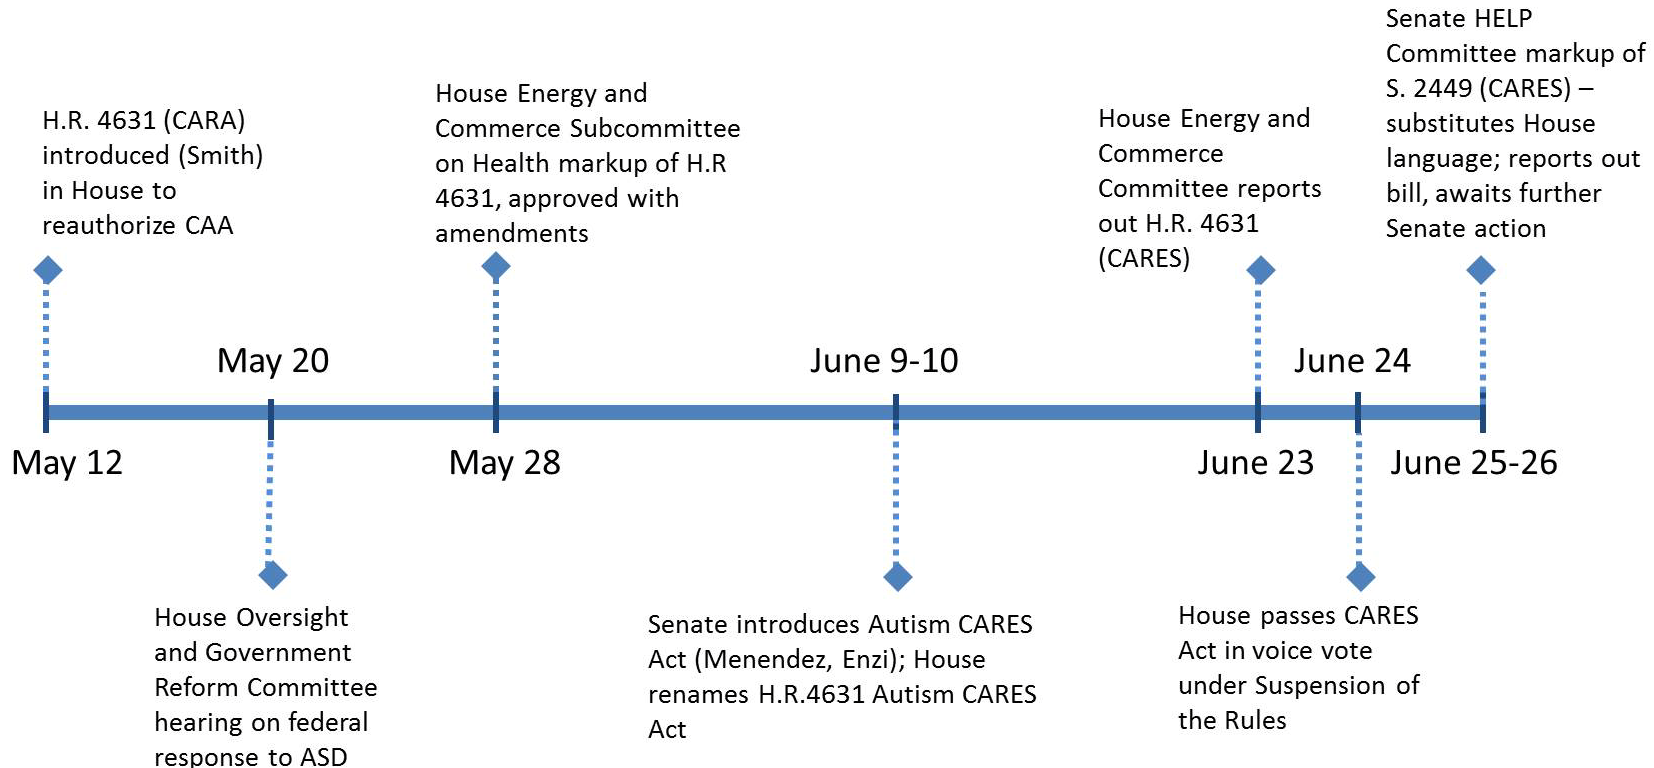 H.R. 4631 (CARA)
introduced (Smith)
in House to
reauthorize CAA
House Energy and
Commerce Subcommittee
on Health markup of H.R
4631, approved with
amendments
House Energy and
Commerce
Committee reports
out H.R. 4631
(CARES)
Senate HELP
Committee markup of
S. 2449 (CARES) –
substitutes House
language; reports out
bill, awaits further
Senate action
May 20
June 9-10
June 24
May 12
May 28
June 23
June 25-26
House Oversight
and Government
Reform Committee
hearing on federal
response to ASD
Senate introduces Autism CARES
Act (Menendez, Enzi); House
renames H.R.4631 Autism CARES
Act
House passes CARES
Act in voice vote
under Suspension of
the Rules